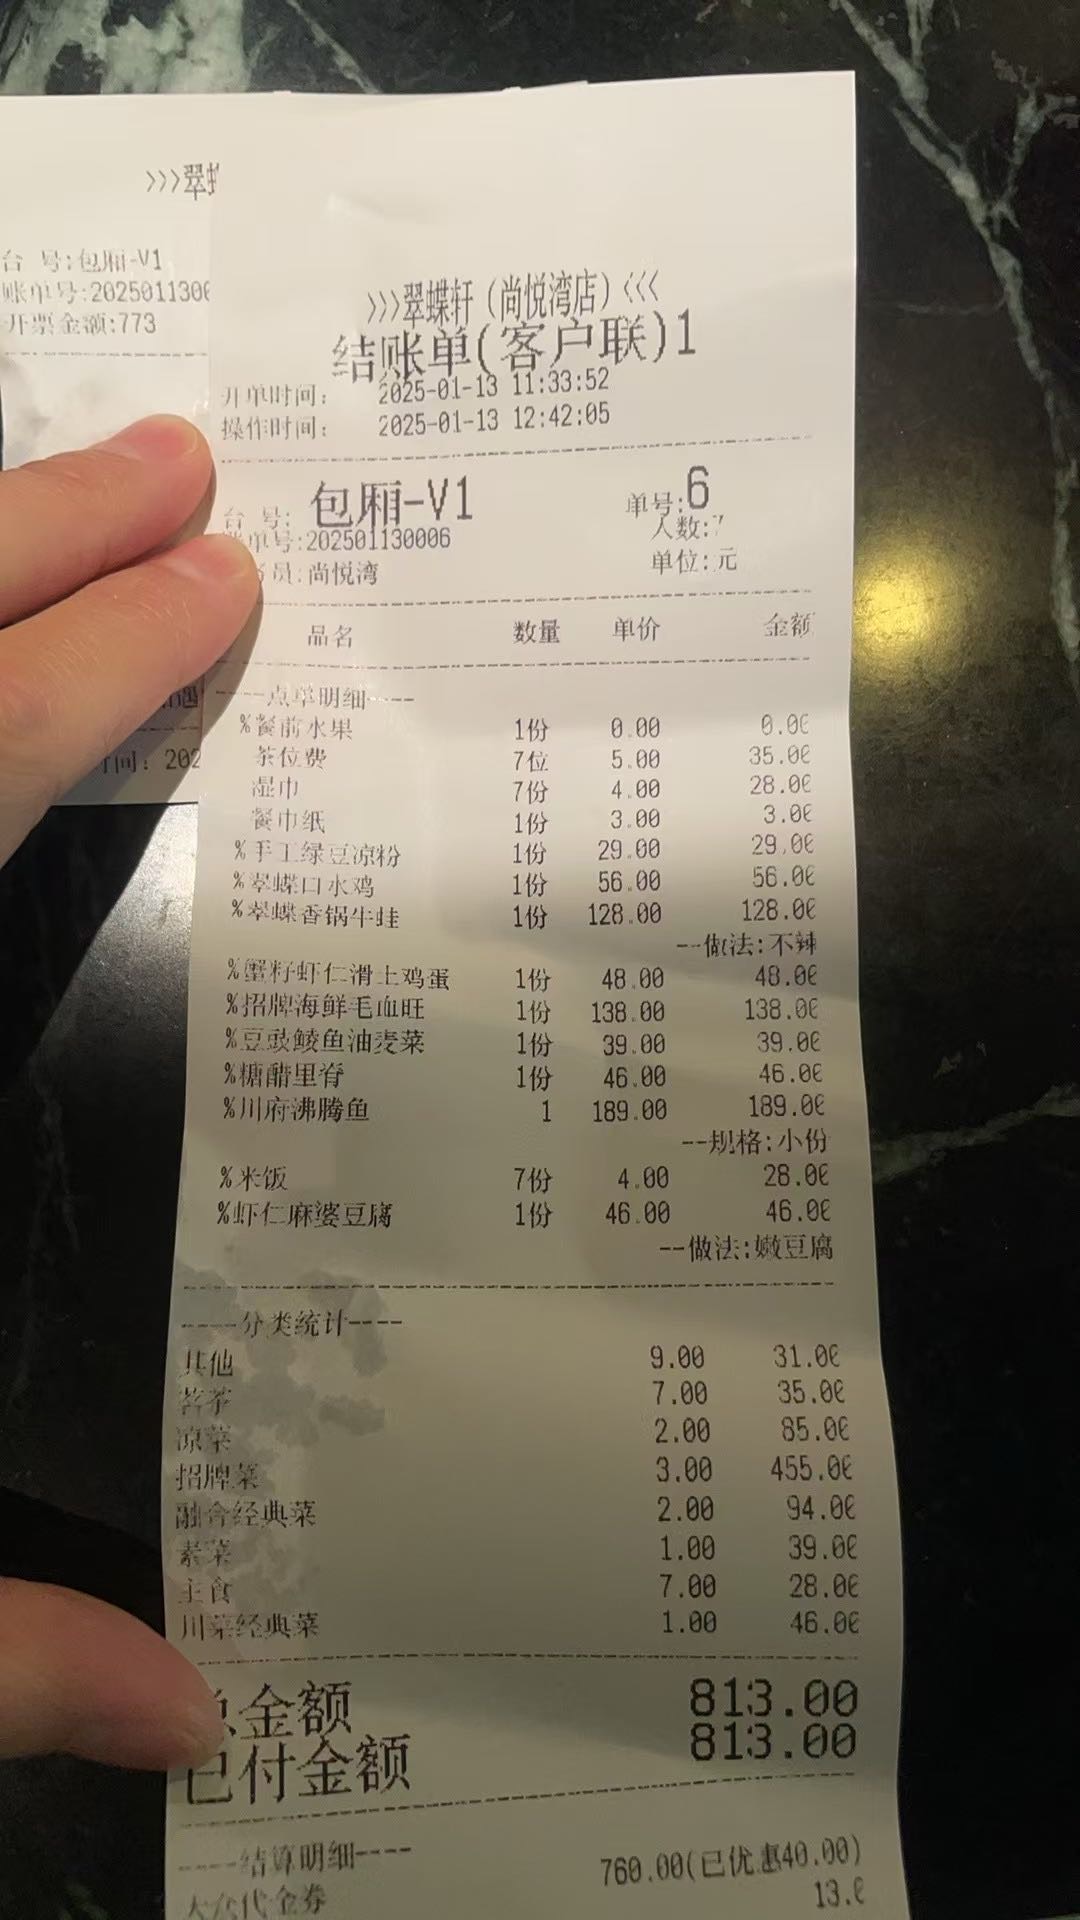 >>>翠
台 号:包厢-V1
账单号:2025011300
开票金额:773
时间: 202
>>>翠蝶轩 (尚悦湾店) <<<
结账单(客户联)1
开单时间: 2025-01-13 11:33:52
操作时间: 2025-01-13 12:42:05
台 号: 包厢-V1 单号:6
人数:7
单号:202501130006
单位:元
员:尚悦湾
品名 数量 单价 金额
----点单明细----
%餐前水果 1份 0.00 0.00
茶位费 7位 5.00 35.00
湿巾 7份 4.00 28.00
餐巾纸 1份 3.00 3.00
%手工绿豆凉粉 1份 29.00 29.00
%翠蝶口水鸡 1份 56.00 56.00
%翠蝶香锅牛蛙 1份 128.00 128.00
--做法:不辣
%蟹籽虾仁滑土鸡蛋 1份 48.00 48.00
%招牌海鲜毛血旺 1份 138.00 138.00
%豆豉鲮鱼油麦菜 1份 39.00 39.00
%糖醋里脊 1份 46.00 46.00
%川府沸腾鱼 1 189.00 189.00
--规格:小份
%米饭 7份 4.00 28.00
%虾仁麻婆豆腐 1份 46.00 46.00
--做法:嫩豆腐
----分类统计----
其他 9.00 31.00
茗茶 7.00 35.00
凉菜 2.00 85.00
招牌菜 3.00 455.00
融合经典菜 2.00 94.00
素菜 1.00 39.00
主食 7.00 28.00
川菜经典菜 1.00 46.00
总金额 813.00
已付金额 813.00
----结算明细----
代金券 760.00(已优惠40.00)
13.0